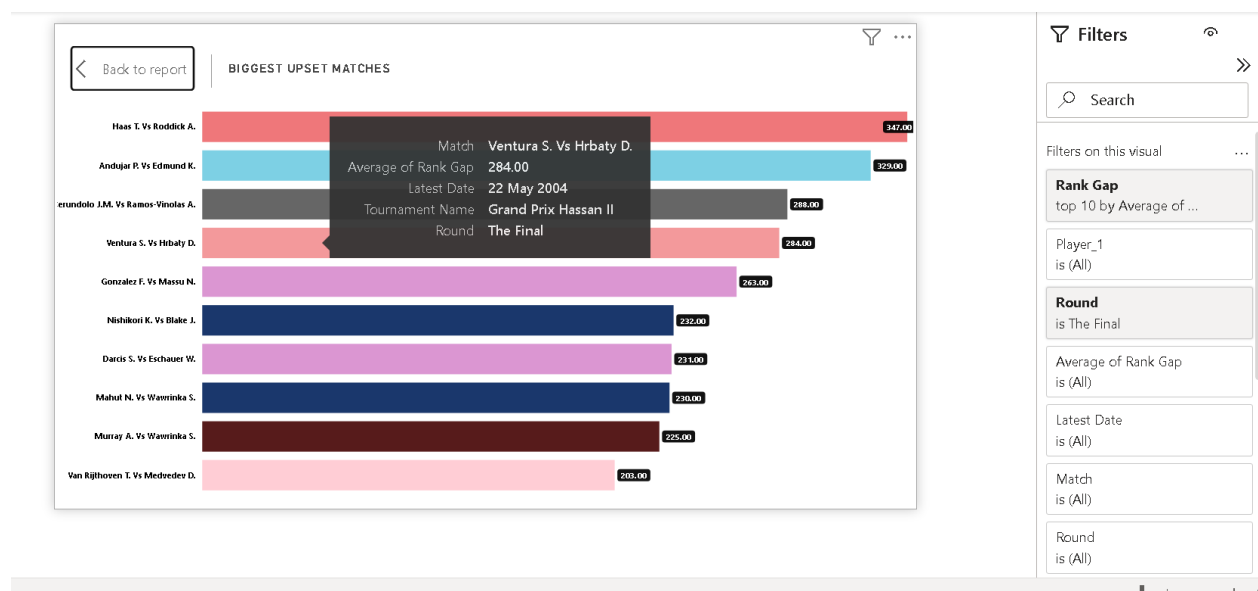 Filters
Back to report
BIGGEST UPSET MATCHES
Search
Haas T. Vs Roddick A.
347.00
Andujar P. Vs Edmund K.
329.00
erundolo J.M. Vs Ramos-Vinolas A.
288.00
Ventura S. Vs Hrbaty D.
284.00
Gonzalez F. Vs Massu N.
263.00
Nishikori K. Vs Blake J.
232.00
Darcis S. Vs Eschauer W.
231.00
Mahut N. Vs Wawrinka S.
230.00
Murray A. Vs Wawrinka S.
225.00
Van Rijthoven T. Vs Medvedev D.
203.00
Match Ventura S. Vs Hrbaty D.
Average of Rank Gap 284.00
Latest Date 22 May 2004
Tournament Name Grand Prix Hassan II
Round The Final
Filters on this visual ...
Rank Gap
top 10 by Average of ...
Player_1
is (All)
Round
is The Final
Average of Rank Gap
is (All)
Latest Date
is (All)
Match
is (All)
Round
is (All)